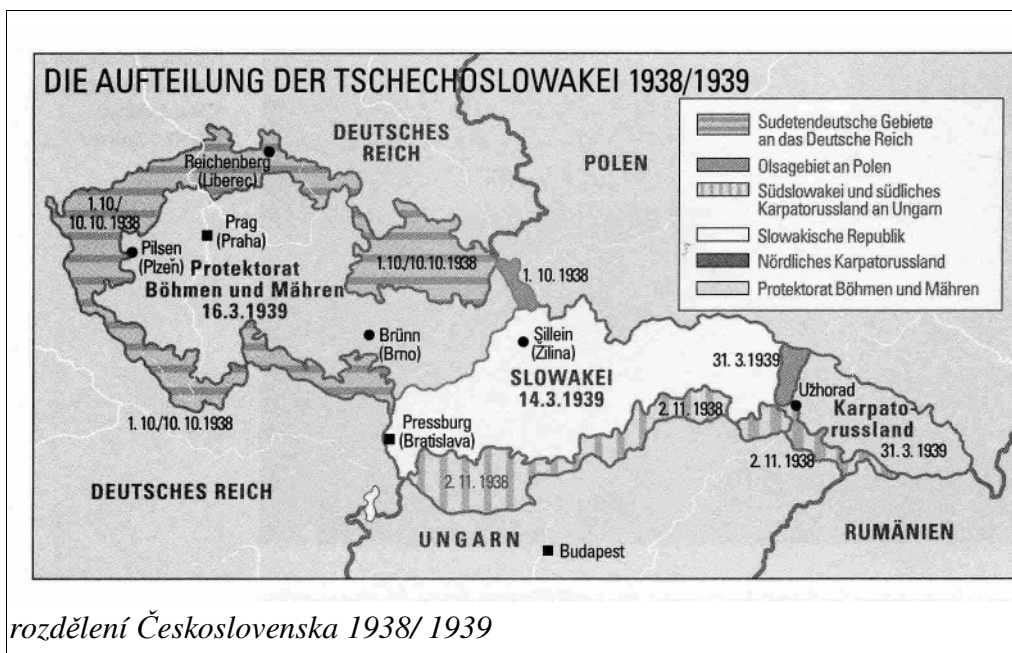 DIE AUFTEILUNG DER TSCHECHOSLOWAKEI 1938/1939
DEUTSCHES
REICH
POLEN
Sudetendeutsche Gebiete
an das Deutsche Reich
Olsagebiet an Polen
Südslowakei und südliches
Karpatorussland an Ungarn
Slowakische Republik
Nördliches Karpatorussland
Protektorat Böhmen und Mähren
Reichenberg
(Liberec)
1.10./
10.10. 1938
Prag
(Praha)
Pilsen
(Plzeň)
Protektorat
Böhmen und Mähren
16.3.1939
1.10./10.10.1938
1. 10. 1938
Brünn
(Brno)
Sillein
(Žilina)
SLOWAKEI
14.3.1939
31. 3.1939
Užhorad
Karpato
russland
31. 3. 1939
2.11. 1938
2. 11. 1938
1. 10./10. 10. 1938
Pressburg
(Bratislava)
2. 11. 1938
DEUTSCHES REICH
UNGARN
Budapest
RUMÄNIEN
rozdělení Československa 1938/ 1939